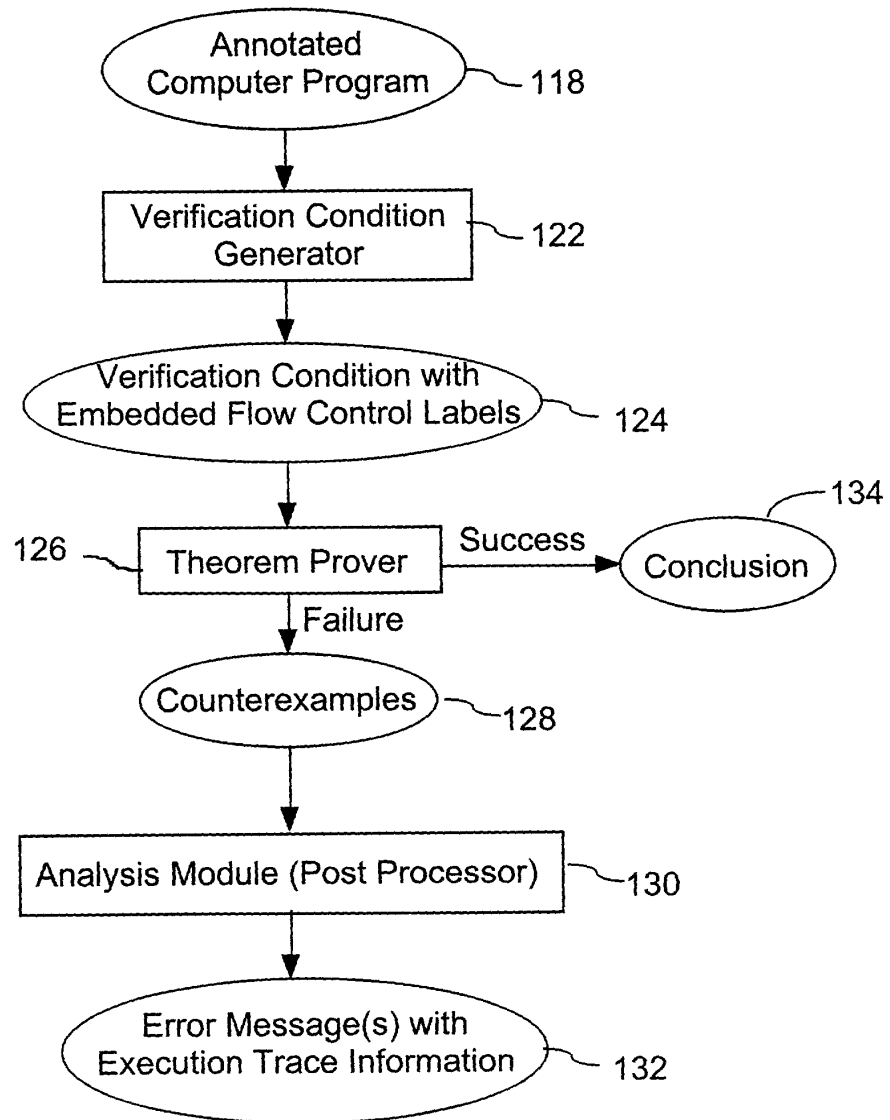 Annotated
Computer Program
118
Verification Condition
Generator
122
Verification Condition with
Embedded Flow Control Labels
124
134
126
Theorem Prover
Success
Conclusion
Failure
Counterexamples
128
Analysis Module (Post Processor)
130
Error Message(s) with
Execution Trace Information
132